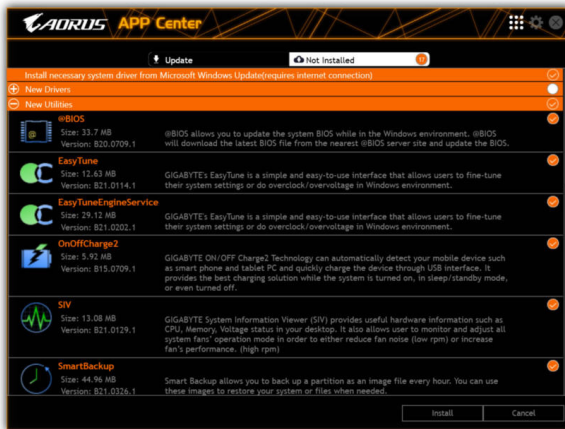 AORUS APP Center
Update
Not Installed
17
Install necessary system driver from Microsoft Windows Update(requires internet connection)
New Drivers
New Utilities
@BIOS
Size: 33.7 MB
Version: B20.0709.1
@BIOS allows you to update the system BIOS while in the Windows environment. @BIOS
will download the latest BIOS file from the nearest @BIOS server site and update the BIOS.
EasyTune
Size: 12.63 MB
Version: B21.0114.1
GIGABYTE's EasyTune is a simple and easy-to-use interface that allows users to fine-tune
their system settings or do overclock/overvoltage in Windows environment.
EasyTuneEngineService
Size: 29.12 MB
Version: B21.0202.1
GIGABYTE's EasyTune is a simple and easy-to-use interface that allows users to fine-tune
their system settings or do overclock/overvoltage in Windows environment.
OnOffCharge2
Size: 5.92 MB
Version: B15.0709.1
GIGABYTE ON/OFF Charge2 Technology can automatically detect your mobile device such
as smart phone and tablet PC and quickly charge the device through USB interface. It
provides the best charging solution while the system is turned on, in sleep/standby mode,
or even turned off.
SIV
Size: 13.08 MB
Version: B21.0129.1
GIGABYTE System Information Viewer (SIV) provides useful hardware information such as
CPU, Memory, Voltage status in your desktop. It also allows user to monitor and adjust all
system fans' operation mode in order to either reduce fan noise (low rpm) or increase
fan's performance. (high rpm)
SmartBackup
Size: 44.96 MB
Version: B21.0326.1
Smart Backup allows you to back up a partition as an image file every hour. You can use
these images to restore your system or files when needed.
Install
Cancel